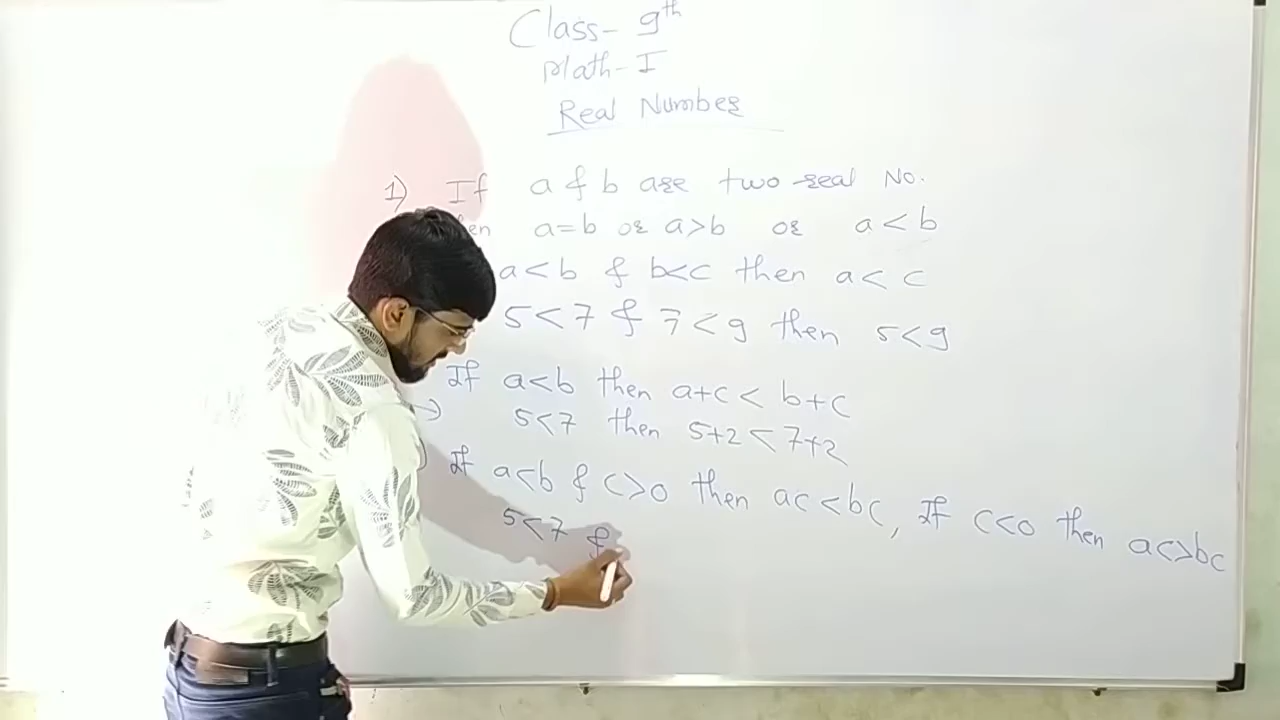 Class- 9th
Math- I
Real Number
1) If a & b are two real No.
a=b or a>b or a<b
a<b & b<c then a<c
5<7 & 7<9 then 5<9
If a<b then a+c < b+c
→ 5<7 then 5+2<7+2
) If a<b & c>0 then ac<bc, If c<0 then ac>bc
5<7 &